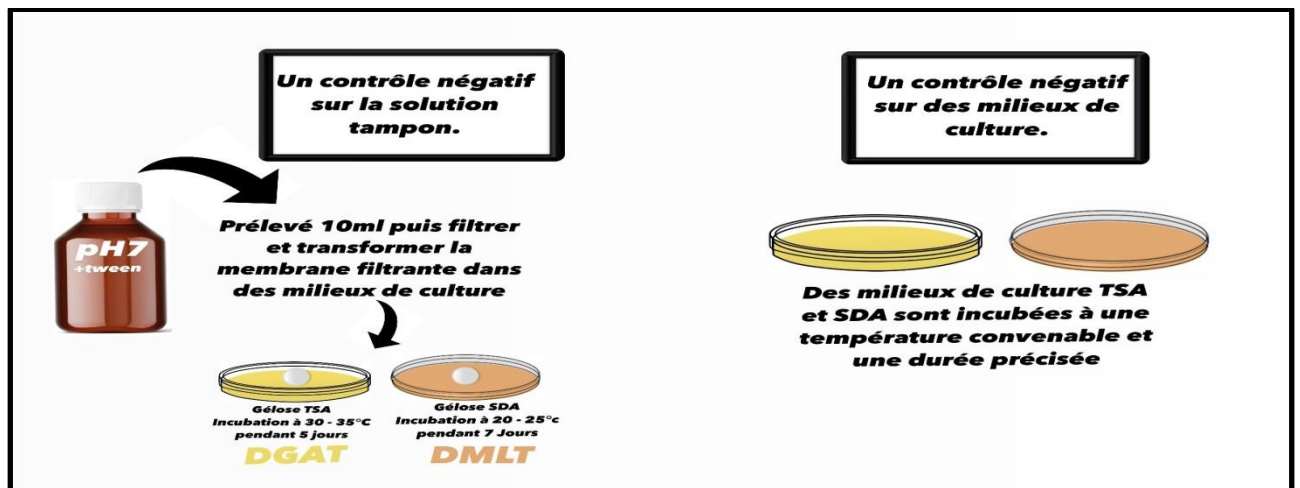 Un contrôle négatif
sur la solution
tampon.
pH7
+tween
Prélevé 10ml puis filtrer
et transformer la
membrane filtrante dans
des milieux de culture
Gélose TSA
Incubation à 30 - 35°C
pendant 5 jours
DGAT
Gélose SDA
Incubation à 20 - 25°c
pendant 7 Jours
DMLT
Un contrôle négatif
sur des milieux de
culture.
Des milieux de culture TSA
et SDA sont incubées à une
température convenable et
une durée précisée